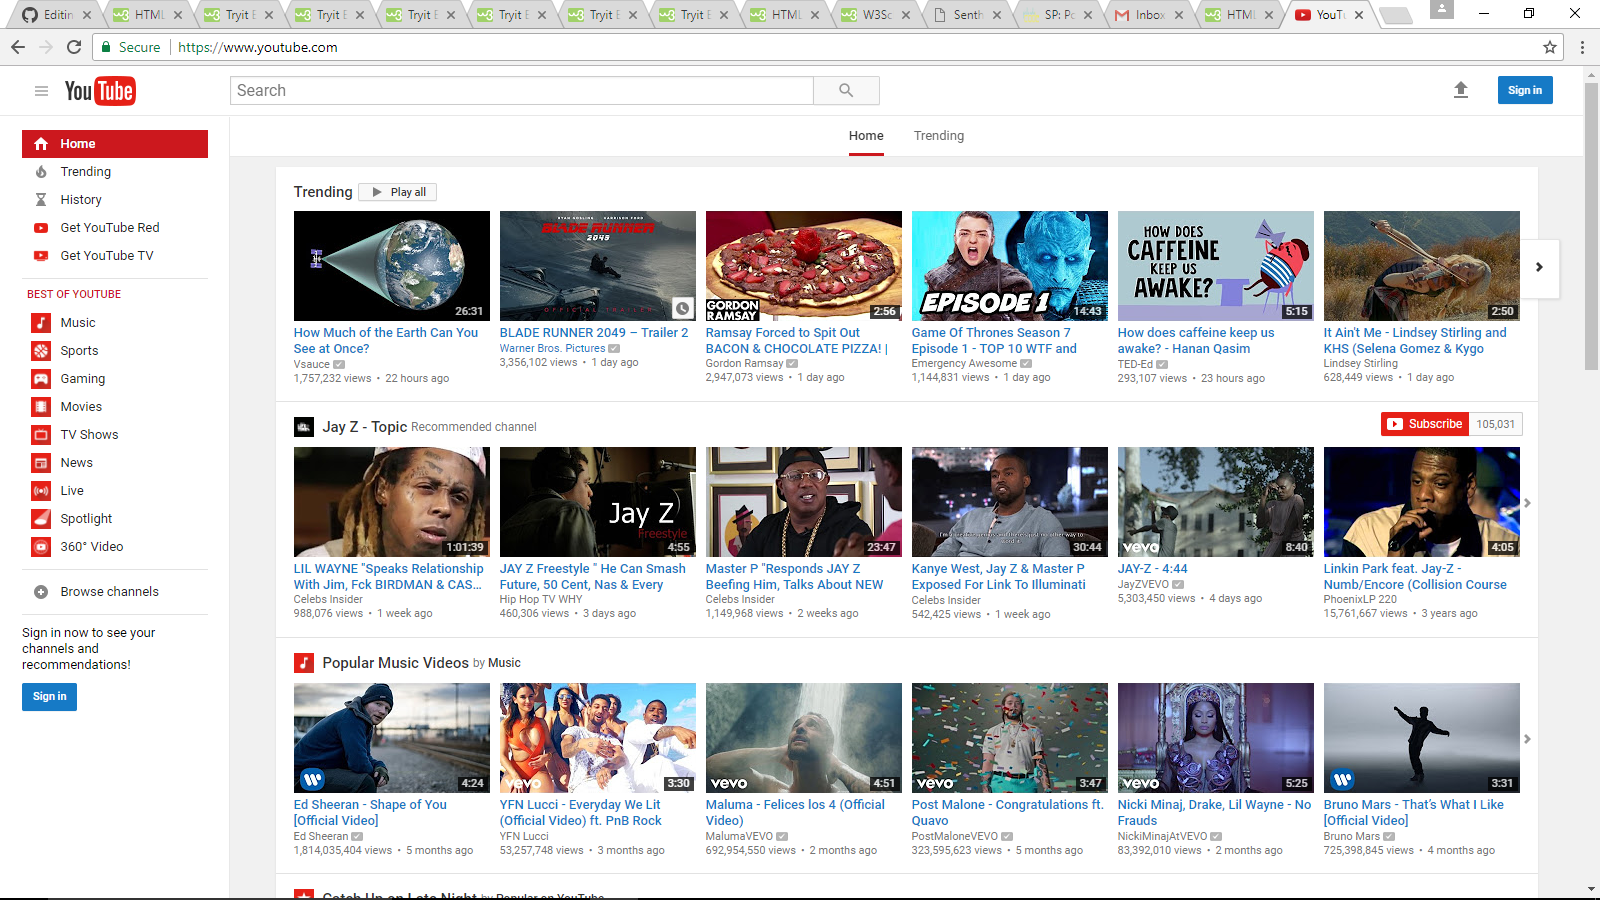 Editin
HTML
Tryit E
Tryit E
Tryit E
Tryit E
Tryit E
Tryit E
HTML
W3Sc
Senth
SP: Pc
Inbox
HTML
YouTu
Secure
https://www.youtube.com
YouTube
Search
Sign in
Home
Trending
Home
Trending
History
Get YouTube Red
Get YouTube TV
BEST OF YOUTUBE
Music
Sports
Gaming
Movies
TV Shows
News
Live
Spotlight
360° Video
Browse channels
Sign in now to see your
channels and
recommendations!
Sign in
Trending
Play all
26:31
How Much of the Earth Can You
See at Once?
Vsauce
1,757,232 views • 22 hours ago
RYAN GOSLING HARRISON FORD
BLADE RUNNER
2049
OFFICIAL TRAILER
BLADE RUNNER 2049 – Trailer 2
Warner Bros. Pictures
3,356,102 views • 1 day ago
GORDON
RAMSAY
2:56
Ramsay Forced to Spit Out
BACON & CHOCOLATE PIZZA! |
Gordon Ramsay
2,947,073 views • 1 day ago
EPISODE 1
14:43
Game Of Thrones Season 7
Episode 1 - TOP 10 WTF and
Emergency Awesome
1,144,831 views • 1 day ago
HOW DOES
CAFFEINE
KEEP US
AWAKE?
5:15
How does caffeine keep us
awake? - Hanan Qasim
TED-Ed
293,107 views • 23 hours ago
2:50
It Ain't Me - Lindsey Stirling and
KHS (Selena Gomez & Kygo
Lindsey Stirling
628,449 views • 1 day ago
Jay Z - Topic Recommended channel
Subscribe 105,031
1:01:39
LIL WAYNE "Speaks Relationship
With Jim, Fck BIRDMAN & CAS...
Celebs Insider
988,076 views • 1 week ago
Jay Z
Freestyle
4:55
JAY Z Freestyle " He Can Smash
Future, 50 Cent, Nas & Every
Hip Hop TV WHY
460,306 views • 3 days ago
23:47
Master P "Responds JAY Z
Beefing Him, Talks About NEW
Celebs Insider
1,149,968 views • 2 weeks ago
30:44
Kanye West, Jay Z & Master P
Exposed For Link To Illuminati
Celebs Insider
542,425 views • 1 week ago
vevo
8:40
JAY-Z - 4:44
JayZVEVO
5,303,450 views • 4 days ago
4:05
Linkin Park feat. Jay-Z -
Numb/Encore (Collision Course
PhoenixLP 220
15,761,667 views • 3 years ago
Popular Music Videos by Music
4:24
Ed Sheeran - Shape of You
[Official Video]
Ed Sheeran
1,814,035,404 views • 5 months ago
vevo
3:30
YFN Lucci - Everyday We Lit
(Official Video) ft. PnB Rock
YFN Lucci
53,257,748 views • 3 months ago
vevo
4:51
Maluma - Felices los 4 (Official
Video)
MalumaVEVO
692,954,550 views • 2 months ago
vevo
3:47
Post Malone - Congratulations ft.
Quavo
PostMaloneVEVO
323,595,623 views • 5 months ago
vevo
5:25
Nicki Minaj, Drake, Lil Wayne - No
Frauds
NickiMinajAtVEVO
83,392,010 views • 2 months ago
3:31
Bruno Mars - That's What I Like
[Official Video]
Bruno Mars
725,398,845 views • 4 months ago
Catch Up on Late Night by Popular on YouTube